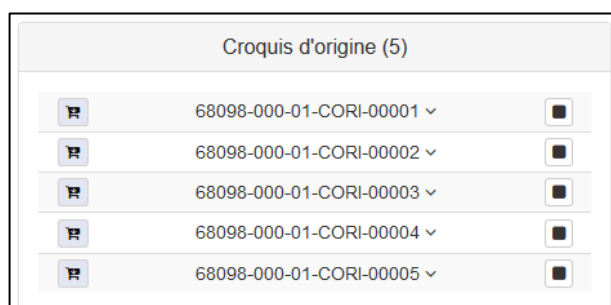 Croquis d'origine (5)
68098-000-01-CORI-00001
68098-000-01-CORI-00002
68098-000-01-CORI-00003
68098-000-01-CORI-00004
68098-000-01-CORI-00005